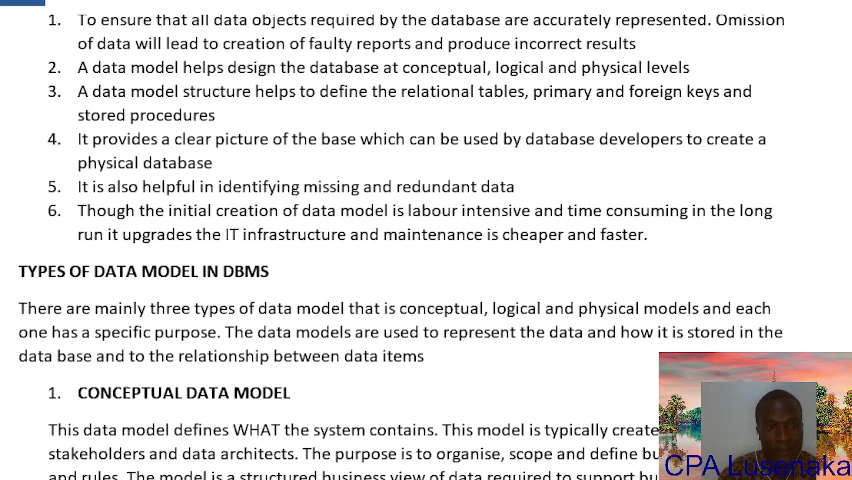 1. To ensure that all data objects required by the database are accurately represented. Omission
of data will lead to creation of faulty reports and produce incorrect results
2. A data model helps design the database at conceptual, logical and physical levels
3. A data model structure helps to define the relational tables, primary and foreign keys and
stored procedures
4. It provides a clear picture of the base which can be used by database developers to create a
physical database
5. It is also helpful in identifying missing and redundant data
6. Though the initial creation of data model is labour intensive and time consuming in the long
run it upgrades the IT infrastructure and maintenance is cheaper and faster.
TYPES OF DATA MODEL IN DBMS
There are mainly three types of data model that is conceptual, logical and physical models and each
one has a specific purpose. The data models are used to represent the data and how it is stored in the
data base and to the relationship between data items
1. CONCEPTUAL DATA MODEL
This data model defines WHAT the system contains. This model is typically create
stakeholders and data architects. The purpose is to organise, scope and define bu
and rules. The model is a structured business view of data required to support bu
CPA Lusenaka